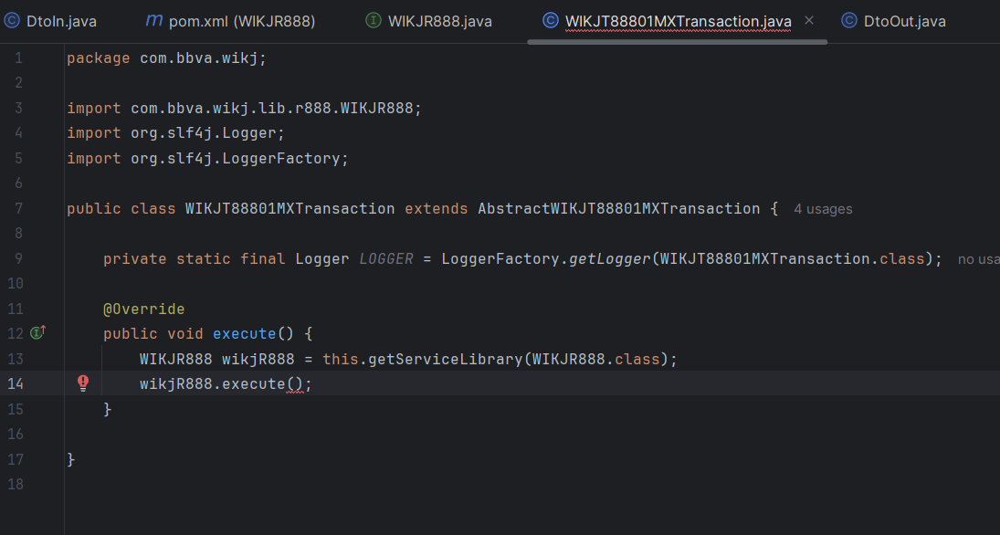 DtoIn.java pom.xml (WIKJR888) WIKJR888.java WIKJT88801MXTransaction.java DtoOut.java
1 package com.bbva.wikj;
2
3 import com.bbva.wikj.lib.r888.WIKJR888;
4 import org.slf4j.Logger;
5 import org.slf4j.LoggerFactory;
6
7 public class WIKJT88801MXTransaction extends AbstractWIKJT88801MXTransaction { 4 usages
8
9 private static final Logger LOGGER = LoggerFactory.getLogger(WIKJT88801MXTransaction.class); no usa
10
11 @Override
12 public void execute() {
13 WIKJR888 wikjR888 = this.getServiceLibrary(WIKJR888.class);
14 wikjR888.execute();
15 }
16
17 }
18